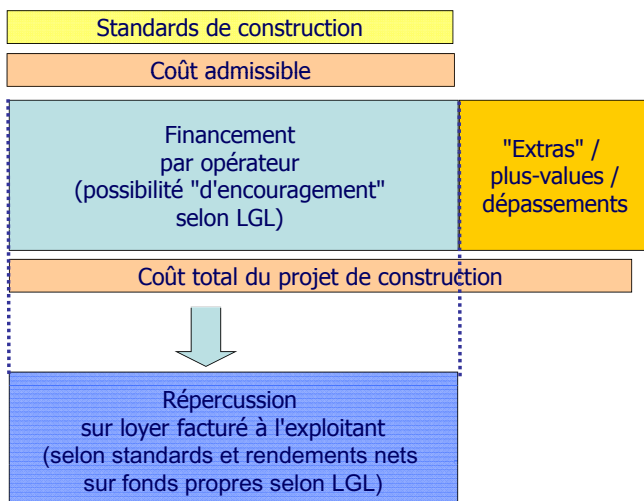 Standards de construction
Coût admissible
Financement
par opérateur
(possibilité "d'encouragement"
selon LGL)
"Extras" /
plus-values /
dépassements
Coût total du projet de construction
Répercussion
sur loyer facturé à l'exploitant
(selon standards et rendements nets
sur fonds propres selon LGL)